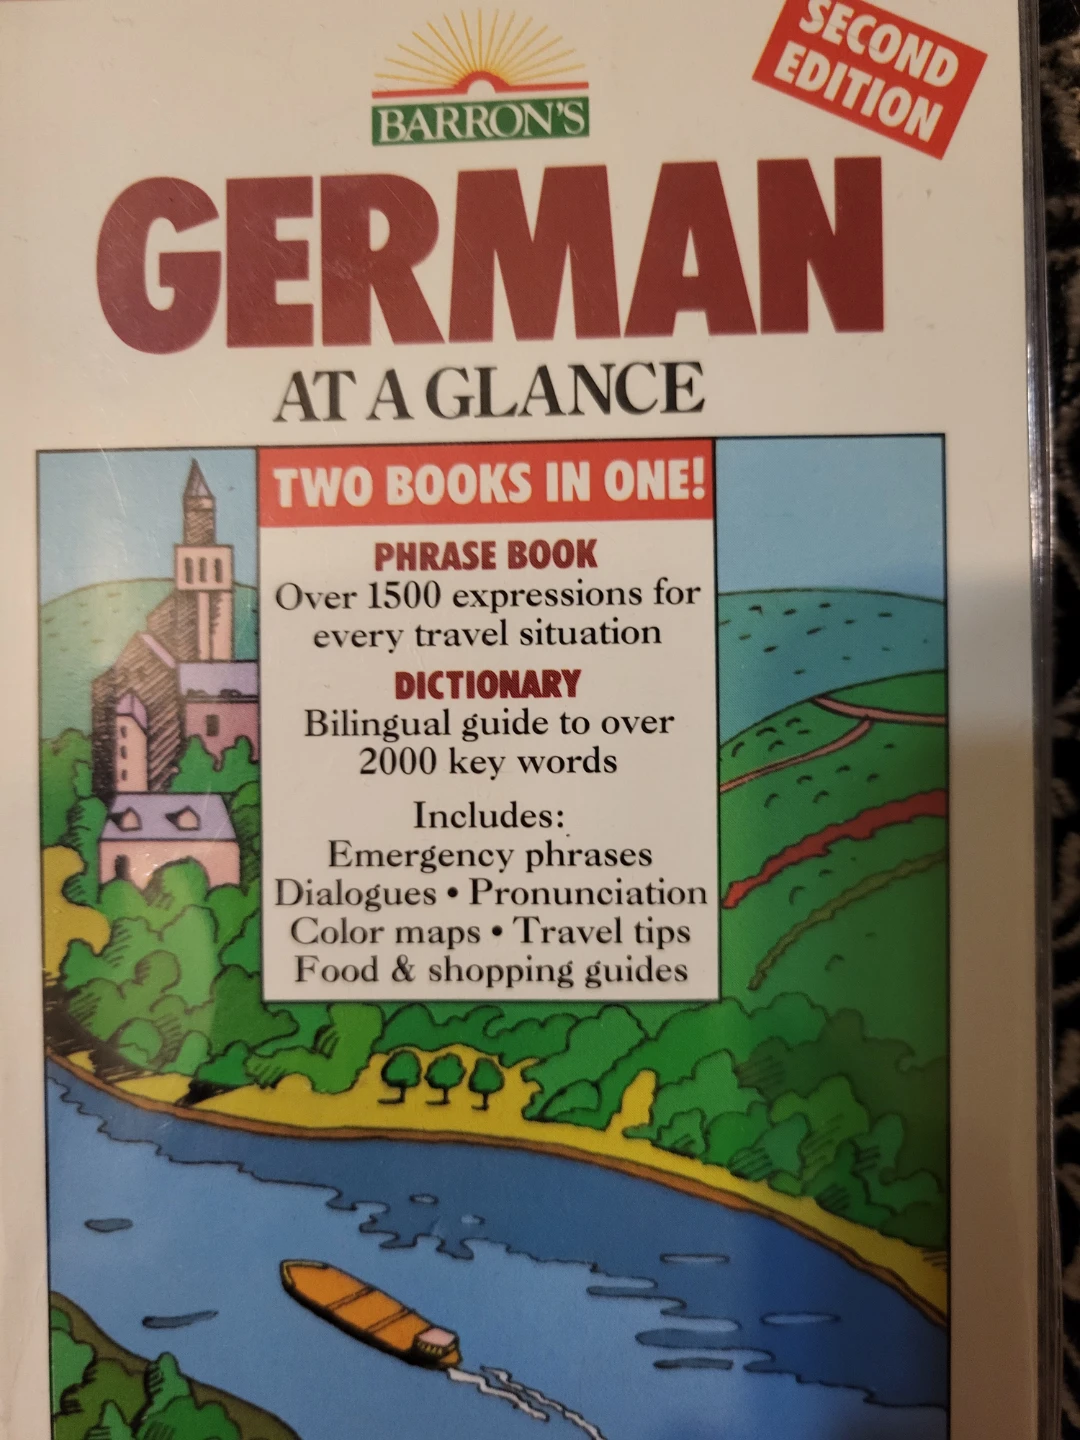 BARRON'S
SECOND
EDITION
GERMAN
AT A GLANCE
TWO BOOKS IN ONE!
PHRASE BOOK
Over 1500 expressions for
every travel situation
DICTIONARY
Bilingual guide to over
2000 key words
Includes:
Emergency phrases
Dialogues • Pronunciation
Color maps • Travel tips
Food & shopping guides